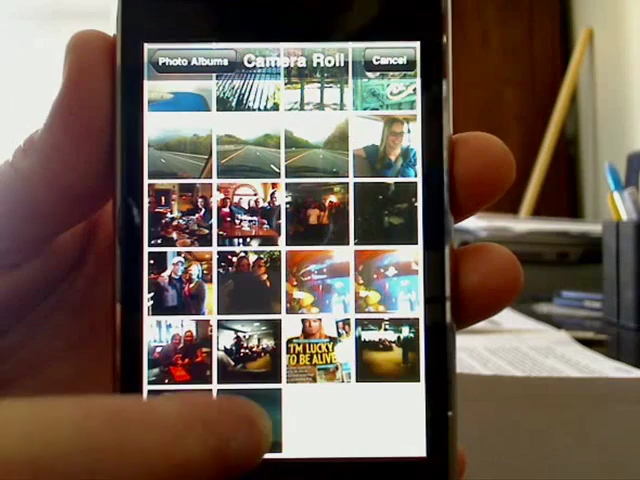 Photo Albums
Camera Roll
Cancel
I'M LUCKY
TO BE ALIVE